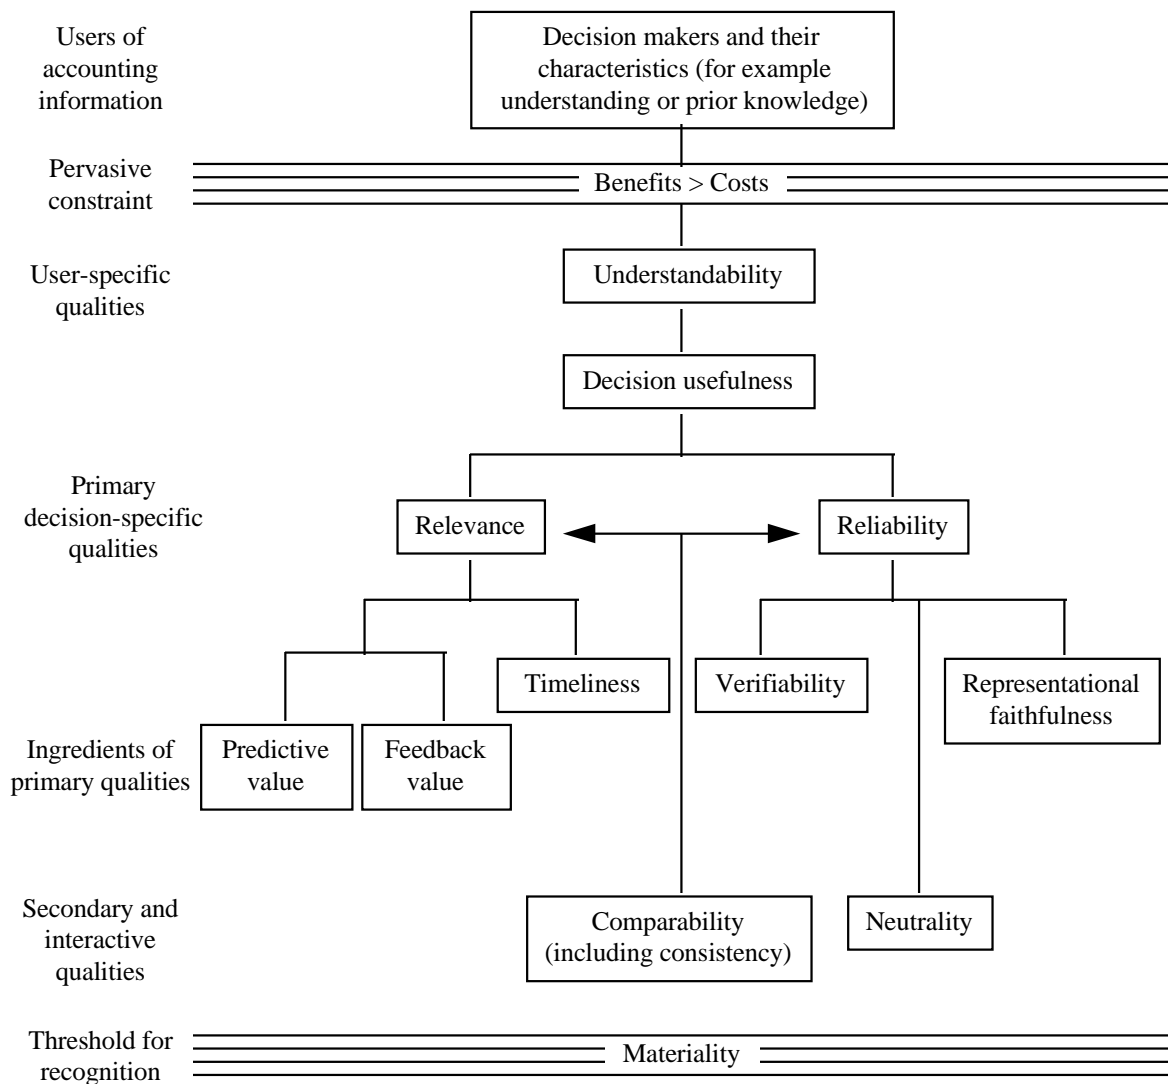 Users of
accounting
information
Decision makers and their
characteristics (for example
understanding or prior knowledge)
Pervasive
constraint
Benefits > Costs
User-specific
qualities
Understandability
Decision usefulness
Primary
decision-specific
qualities
Relevance
Reliability
Timeliness
Verifiability
Representational
faithfulness
Ingredients of
primary qualities
Predictive
value
Feedback
value
Secondary and
interactive
qualities
Comparability
(including consistency)
Neutrality
Threshold for
recognition
Materiality